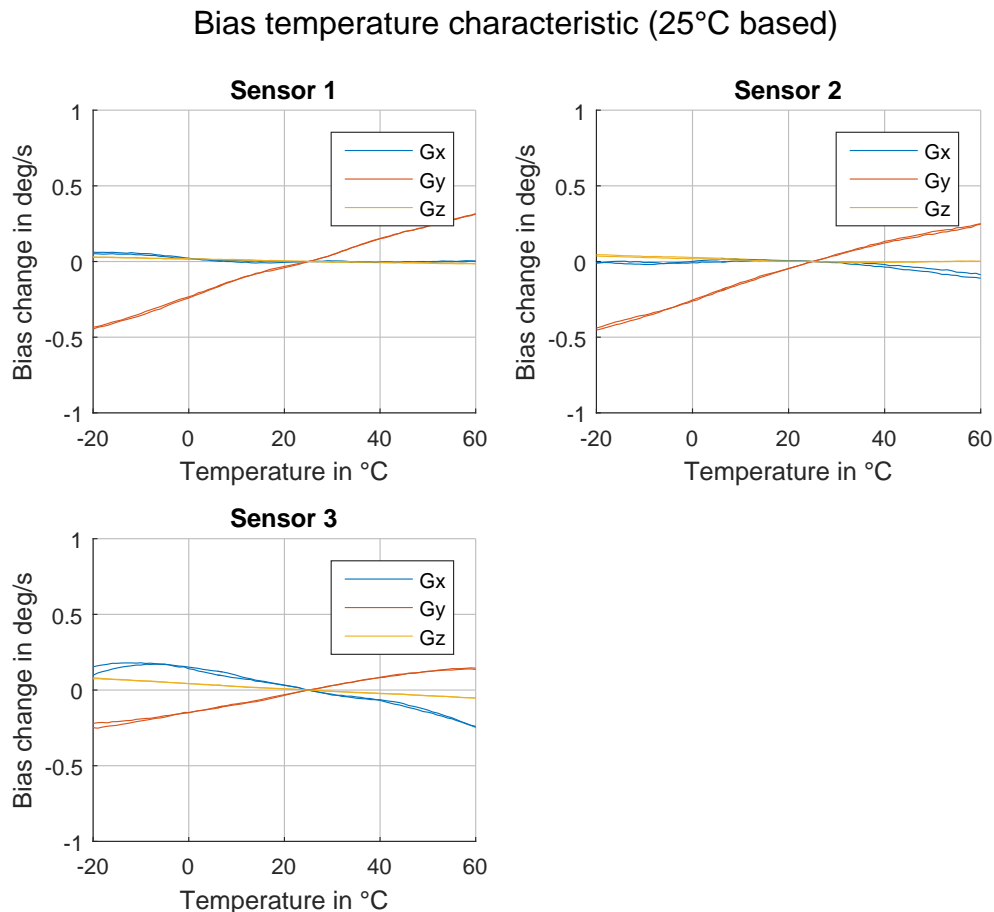 Bias temperature characteristic (25°C based)
Sensor 1
1
0.5
0
-0.5
-1
Bias change in deg/s
-20
0
20
40
60
Temperature in °C
Gx
Gy
Gz
Sensor 2
1
0.5
0
-0.5
-1
Bias change in deg/s
-20
0
20
40
60
Temperature in °C
Gx
Gy
Gz
Sensor 3
1
0.5
0
-0.5
-1
Bias change in deg/s
-20
0
20
40
60
Temperature in °C
Gx
Gy
Gz